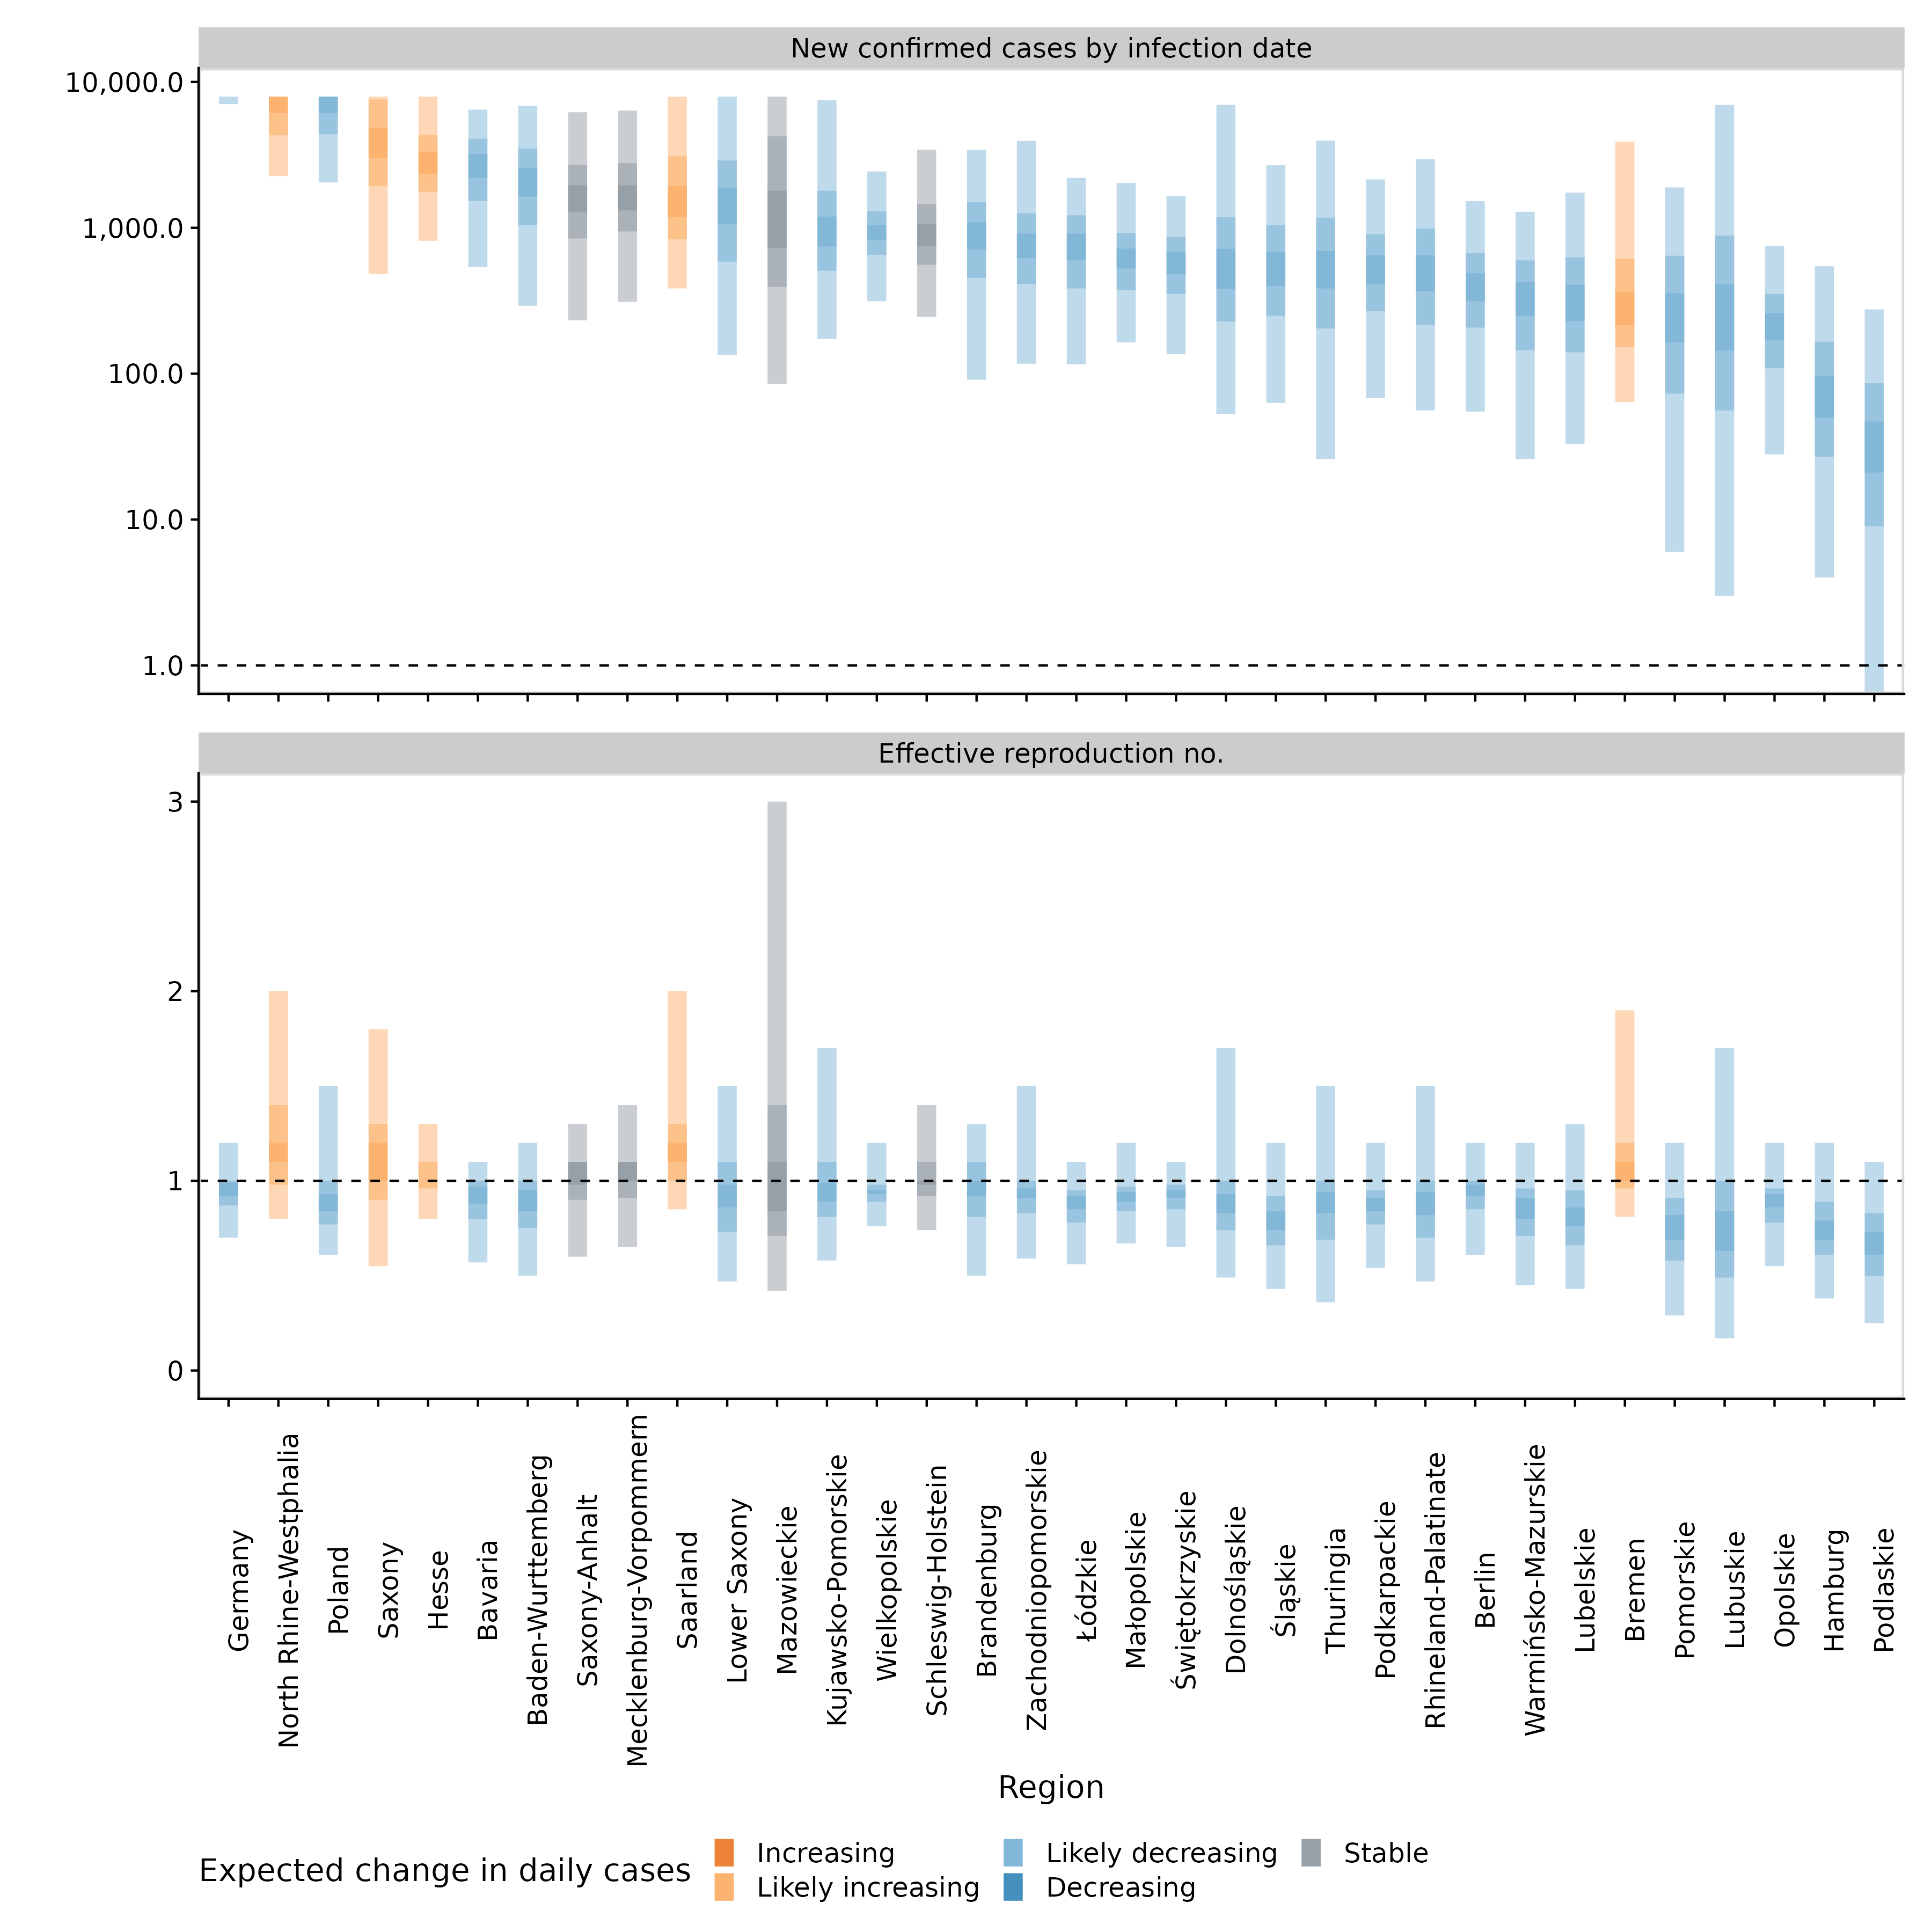 New confirmed cases by infection date
10,000.0
1,000.0
100.0
10.0
1.0
Effective reproduction no.
3
2
1
0
Germany
North Rhine-Westphalia
Poland
Saxony
Hesse
Bavaria
Baden-Wurttemberg
Saxony-Anhalt
Mecklenburg-Vorpommern
Saarland
Lower Saxony
Mazowieckie
Kujawsko-Pomorskie
Wielkopolskie
Schleswig-Holstein
Brandenburg
Zachodniopomorskie
Łódzkie
Małopolskie
Świętokrzyskie
Dolnośląskie
Śląskie
Thuringia
Podkarpackie
Rhineland-Palatinate
Berlin
Warmińsko-Mazurskie
Lubelskie
Bremen
Pomorskie
Lubuskie
Opolskie
Hamburg
Podlaskie
Region
Expected change in daily cases
Increasing
Likely increasing
Likely decreasing
Decreasing
Stable